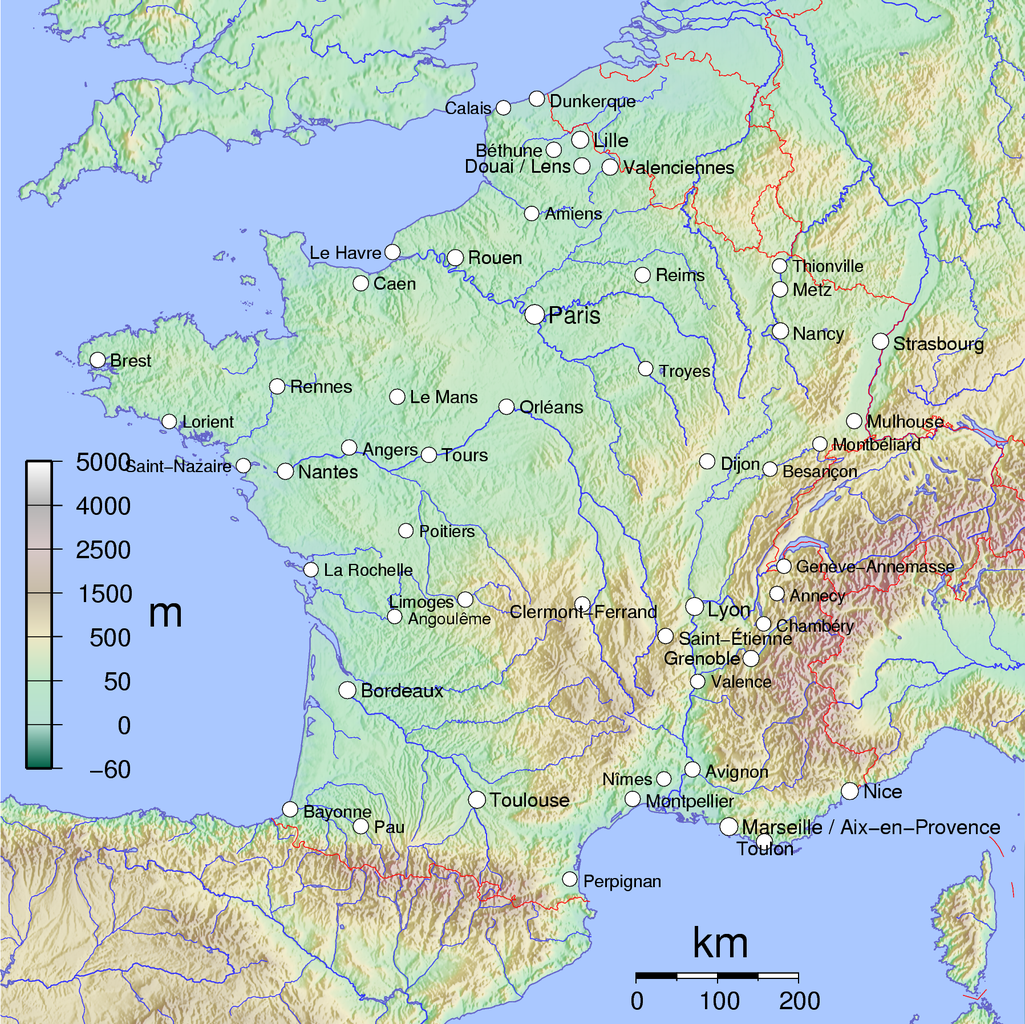 Dunkerque
Calais
Lille
Béthune
Douai / Lens
Valenciennes
Amiens
Le Havre
Rouen
Thionville
Reims
Caen
Metz
Paris
Nancy
Strasbourg
Brest
Troyes
Rennes
Le Mans
Orléans
Lorient
Mulhouse
Montbéliard
Angers
Tours
Saint−Nazaire
Nantes
Dijon
Besançon
5000
4000
2500
1500
500
50
0
−60
m
Poitiers
La Rochelle
Genève−Annemasse
Annecy
Limoges
Angoulême
Clermont−Ferrand
Lyon
Chambéry
Saint−Étienne
Grenoble
Valence
Bordeaux
Avignon
Nîmes
Nice
Toulouse
Montpellier
Bayonne
Pau
Marseille / Aix−en−Provence
Toulon
Perpignan
km
0 100 200